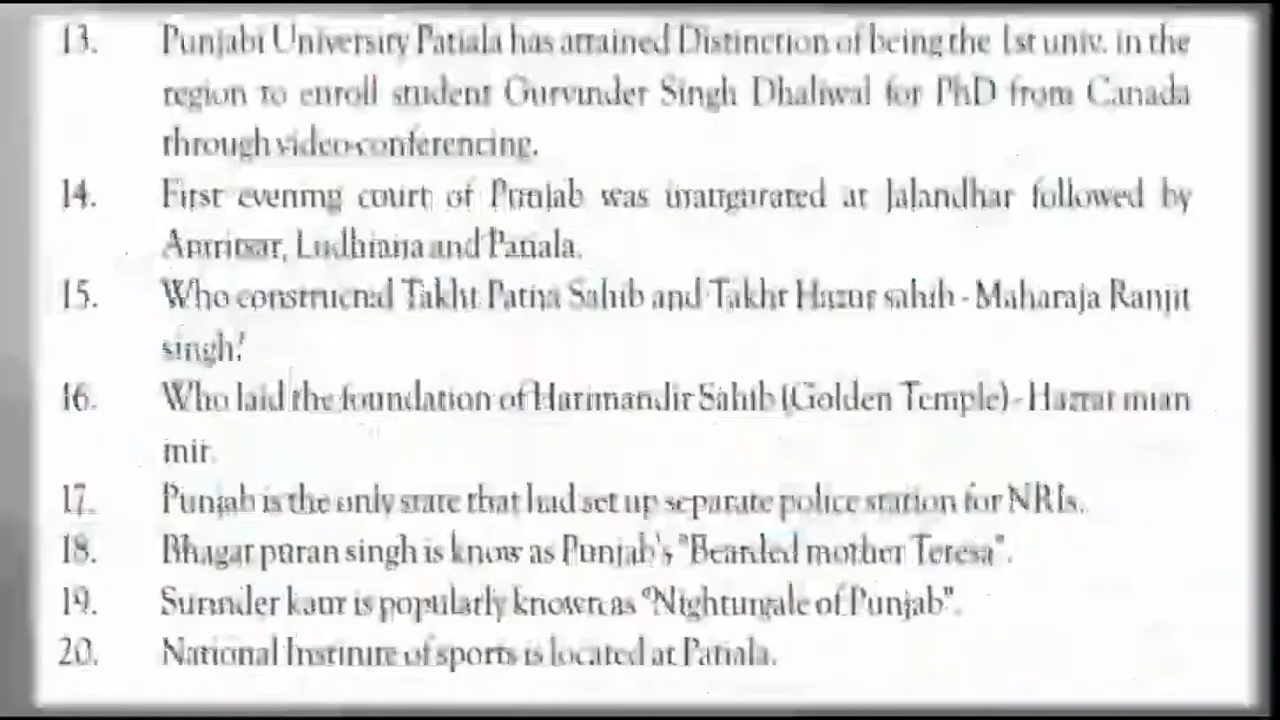 13. Punjabi University Patiala has attained Distinction of being the 1st univ. in the
region to enroll student Gurvinder Singh Dhaliwal for PhD from Canada
through video-conferencing.
14. First evening court of Punjab was inaugurated at Jalandhar followed by
Amritsar, Ludhiana and Patiala.
15. Who construcnd Takht Patna Sahib and Takht Hazur sahib - Maharaja Ranjit
singh?
16. Who laid the foundation of Harimandir Sahib (Golden Temple) - Hazrat mian
mir.
17. Punjab is the only state that had set up separate police station for NRIs.
18. Bhagat puran singh is know as Punjab's "Bearded mother Teresa".
19. Surinder kaur is popularly known as "Nightungale of Punjab".
20. National Institute of sports is located at Patiala.